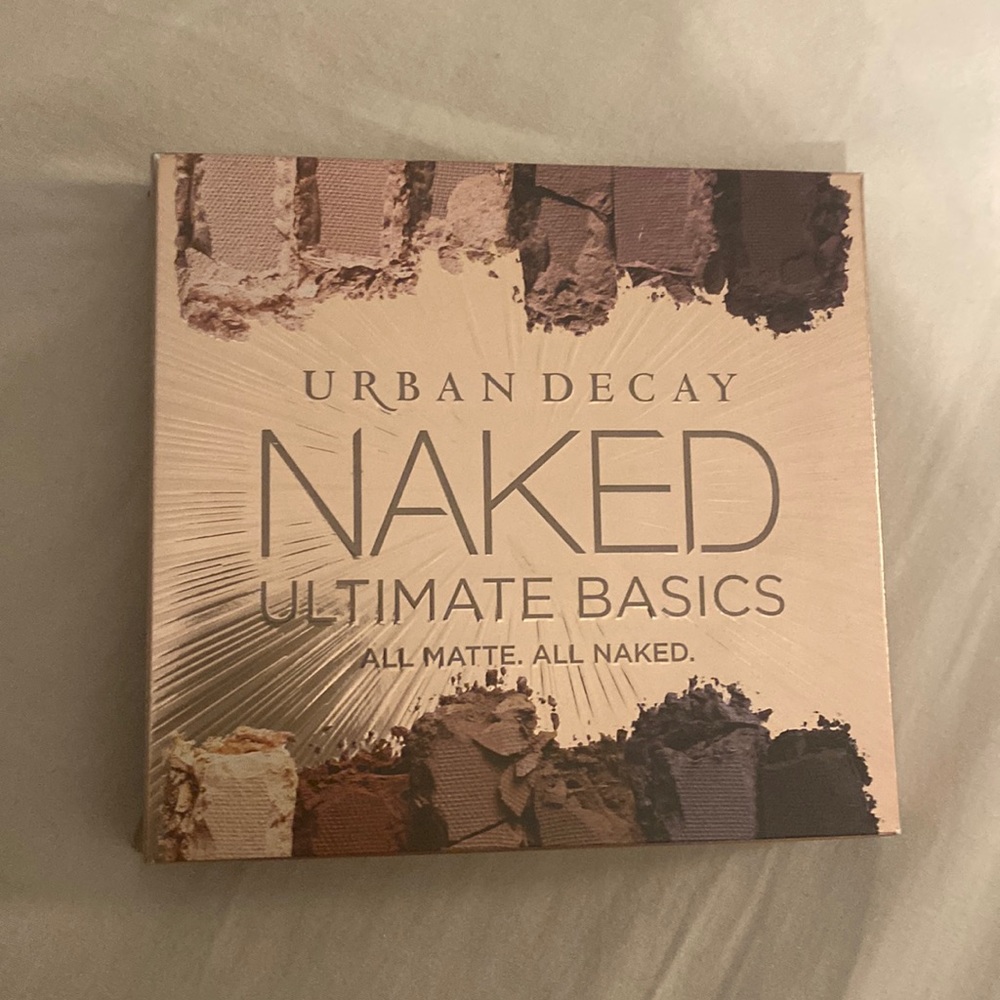 URBAN DECAY
NAKED
ULTIMATE BASICS
ALL MATTE. ALL NAKED.